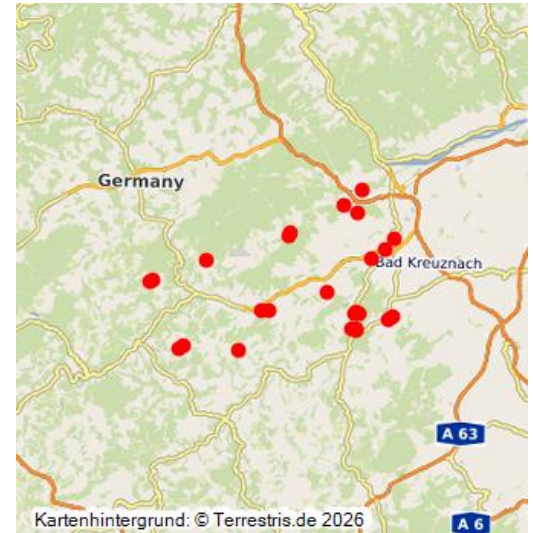 Germany
Bad Kreuznach
A 63
A 6
Kartenhintergrund: © Terrestris.de 2026